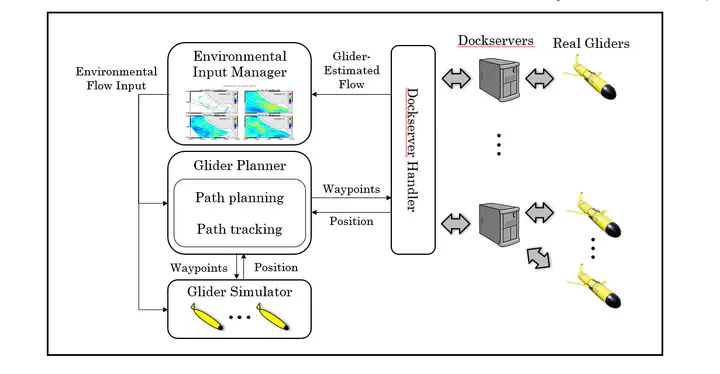 Dockservers
Real Gliders
Environmental
Input Manager
Glider-
Estimated
Flow
Environmental
Flow Input
Dockserver Handler
Glider Planner
Path planning
Path tracking
Waypoints
Position
Waypoints
Position
Glider Simulator